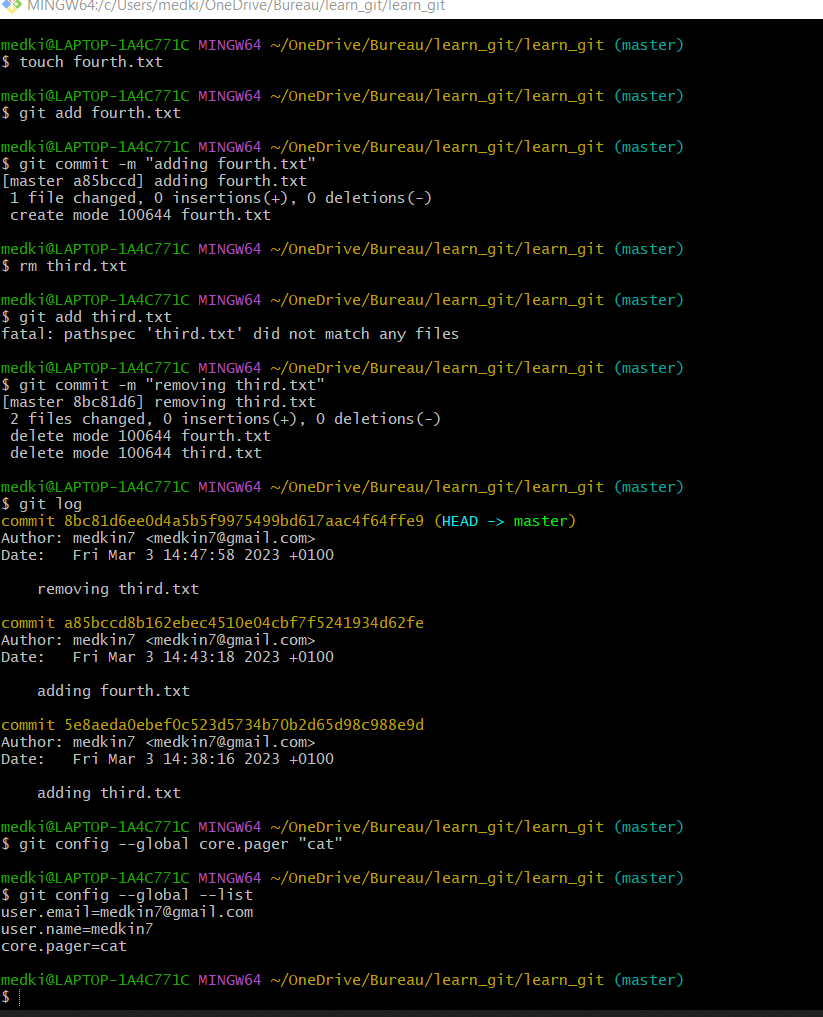 MINGW64:/c/Users/medki/OneDrive/Bureau/learn_git/learn_git
medki@LAPTOP-1A4C771C MINGW64 ~/OneDrive/Bureau/learn_git/learn_git (master)
$ touch fourth.txt
medki@LAPTOP-1A4C771C MINGW64 ~/OneDrive/Bureau/learn_git/learn_git (master)
$ git add fourth.txt
medki@LAPTOP-1A4C771C MINGW64 ~/OneDrive/Bureau/learn_git/learn_git (master)
$ git commit -m "adding fourth.txt"
[master a85bccd] adding fourth.txt
 1 file changed, 0 insertions(+), 0 deletions(-)
 create mode 100644 fourth.txt
medki@LAPTOP-1A4C771C MINGW64 ~/OneDrive/Bureau/learn_git/learn_git (master)
$ rm third.txt
medki@LAPTOP-1A4C771C MINGW64 ~/OneDrive/Bureau/learn_git/learn_git (master)
$ git add third.txt
fatal: pathspec 'third.txt' did not match any files
medki@LAPTOP-1A4C771C MINGW64 ~/OneDrive/Bureau/learn_git/learn_git (master)
$ git commit -m "removing third.txt"
[master 8bc81d6] removing third.txt
 2 files changed, 0 insertions(+), 0 deletions(-)
 delete mode 100644 fourth.txt
 delete mode 100644 third.txt
medki@LAPTOP-1A4C771C MINGW64 ~/OneDrive/Bureau/learn_git/learn_git (master)
$ git log
commit 8bc81d6ee0d4a5b5f9975499bd617aac4f64ffe9 (HEAD -> master)
Author: medkin7 <medkin7@gmail.com>
Date:   Fri Mar 3 14:47:58 2023 +0100
    removing third.txt
commit a85bccd8b162ebec4510e04cbf7f5241934d62fe
Author: medkin7 <medkin7@gmail.com>
Date:   Fri Mar 3 14:43:18 2023 +0100
    adding fourth.txt
commit 5e8aeda0ebef0c523d5734b70b2d65d98c988e9d
Author: medkin7 <medkin7@gmail.com>
Date:   Fri Mar 3 14:38:16 2023 +0100
    adding third.txt
medki@LAPTOP-1A4C771C MINGW64 ~/OneDrive/Bureau/learn_git/learn_git (master)
$ git config --global core.pager "cat"
medki@LAPTOP-1A4C771C MINGW64 ~/OneDrive/Bureau/learn_git/learn_git (master)
$ git config --global --list
user.email=medkin7@gmail.com
user.name=medkin7
core.pager=cat
medki@LAPTOP-1A4C771C MINGW64 ~/OneDrive/Bureau/learn_git/learn_git (master)
$